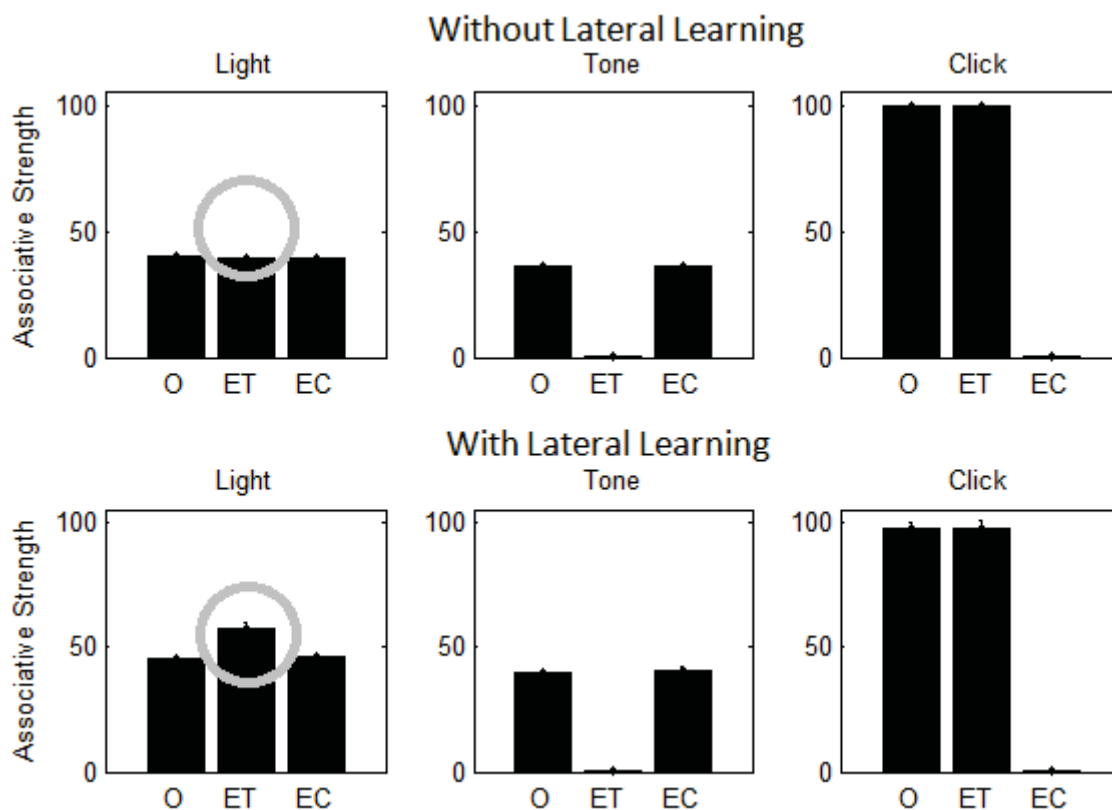 Without Lateral Learning
Light Tone Click
Associative Strength
100 100 100
50 50 50
0 0 0
O ET EC O ET EC O ET EC
With Lateral Learning
Light Tone Click
Associative Strength
100 100 100
50 50 50
0 0 0
O ET EC O ET EC O ET EC